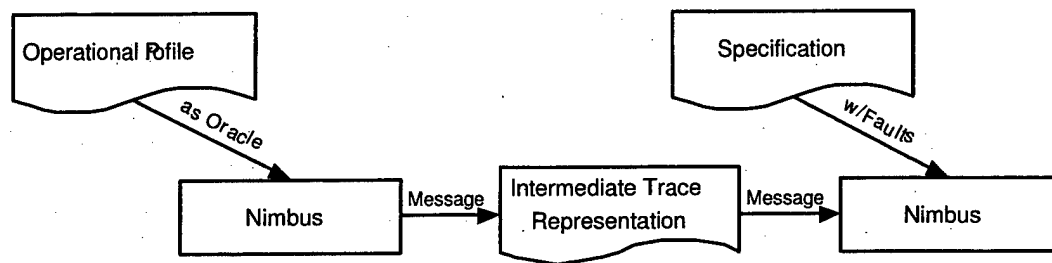 Operational Pofile
Specification
as Oracle
w/Faults
Nimbus
Message
Intermediate Trace
Representation
Message
Nimbus